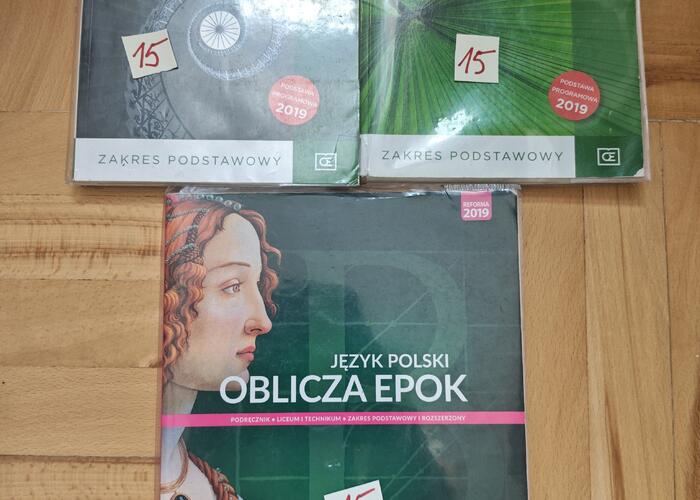 15
PODSTAWA
PROGRAMOWA
2019
ZAKRES PODSTAWOWY
15
PODSTAWA
PROGRAMOWA
2019
ZAKRES PODSTAWOWY
REFORMA
2019
JĘZYK POLSKI
OBLICZA EPOK
PODRĘCZNIK • LICEUM I TECHNIKUM • ZAKRES PODSTAWOWY I ROZSZERZONY
15